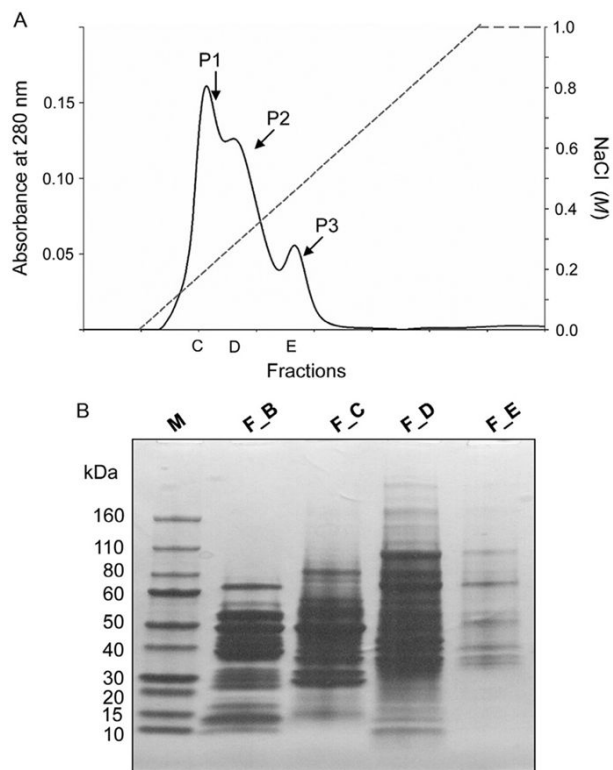 A
P1
P2
P3
0.15
0.10
0.05
Absorbance at 280 nm
1.0
0.8
0.6
0.4
0.2
0.0
NaCl (M)
C D E
Fractions
B
M F_B F_C F_D F_E
kDa
160
110
80
60
50
40
30
20
15
10